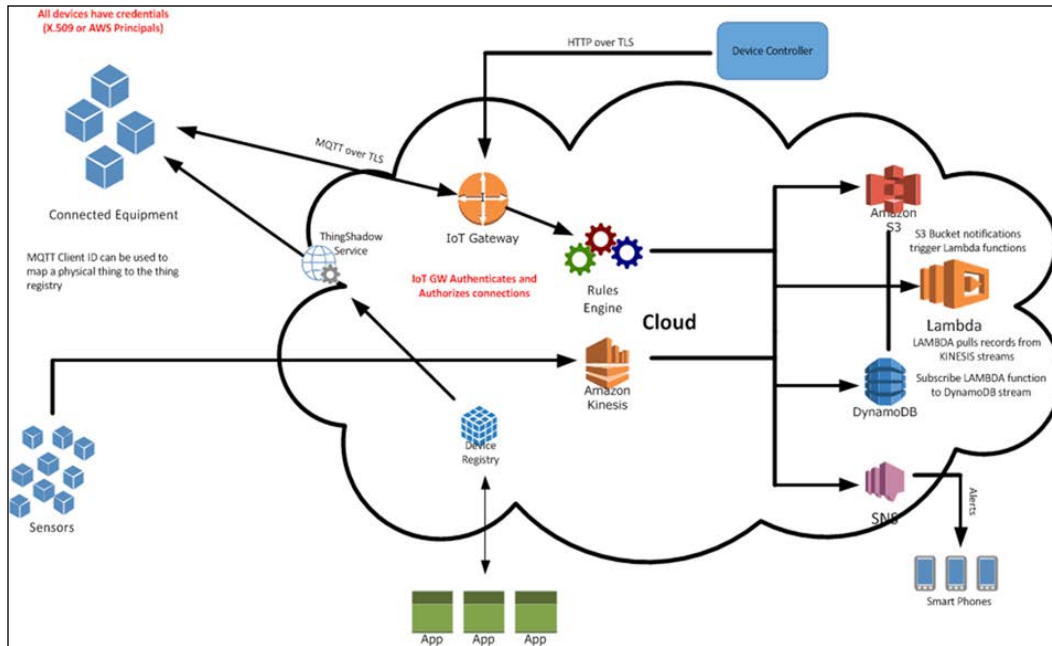 All devices have credentials
(X.509 or AWS Principals)
HTTP over TLS
Device Controller
MQTT over TLS
Connected Equipment
MQTT Client ID can be used to
map a physical thing to the thing
registry
ThingShadow
Service
IoT Gateway
IoT GW Authenticates and
Authorizes connections
Rules
Engine
Cloud
Amazon
S3
S3 Bucket notifications
trigger Lambda functions
Lambda
LAMBDA pulls records from
KINESIS streams
Subscribe LAMBDA function
to DynamoDB stream
DynamoDB
Amazon
Kinesis
Device
Registry
Sensors
SNS
Alerts
Smart Phones
App
App
App